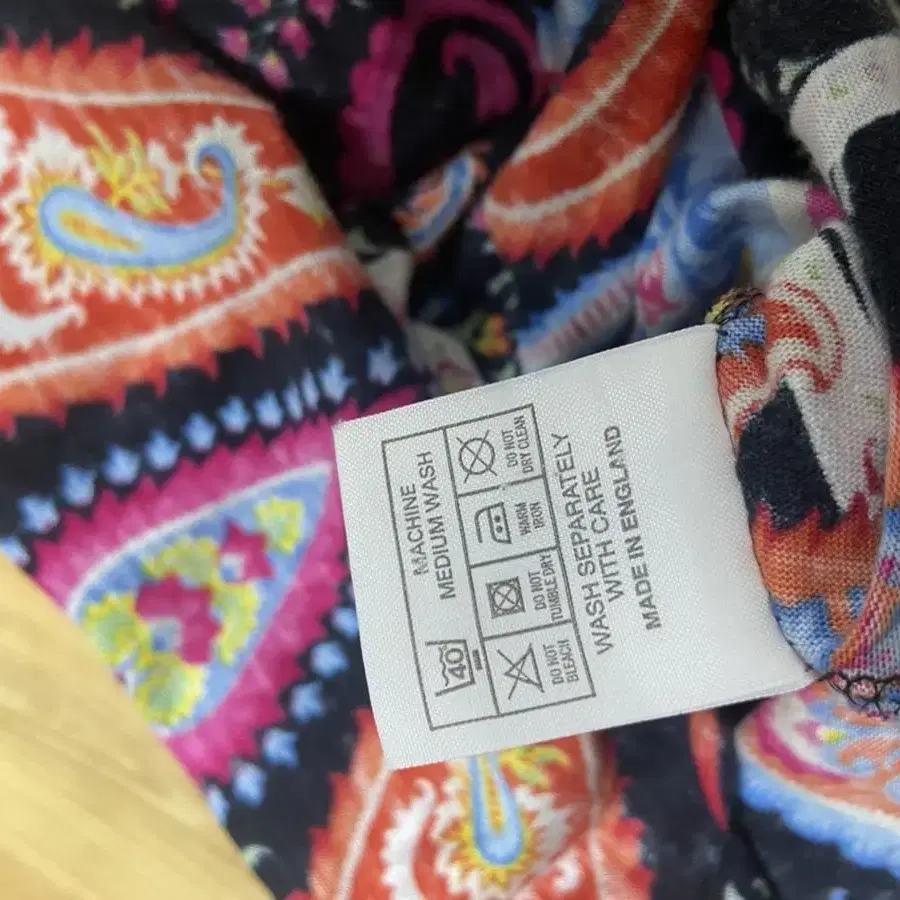 MACHINE
MEDIUM WASH
40
DO NOT
BLEACH
DO NOT
TUMBLE DRY
WARM
IRON
DO NOT
DRY CLEAN
WASH SEPARATELY
WITH CARE
MADE IN ENGLAND